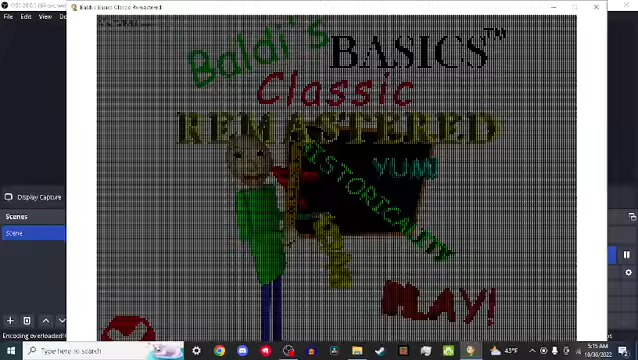 Baldi's Basics Classic Remastered
File Edit View
Baldi's
BASICS™
Classic
REMASTERED
YUM!
HISTORICALITY
PLAY!
Display Capture
Scenes
Scene
Encoding overloaded!
Type here to search
43°F
5:15 AM
10/30/2022